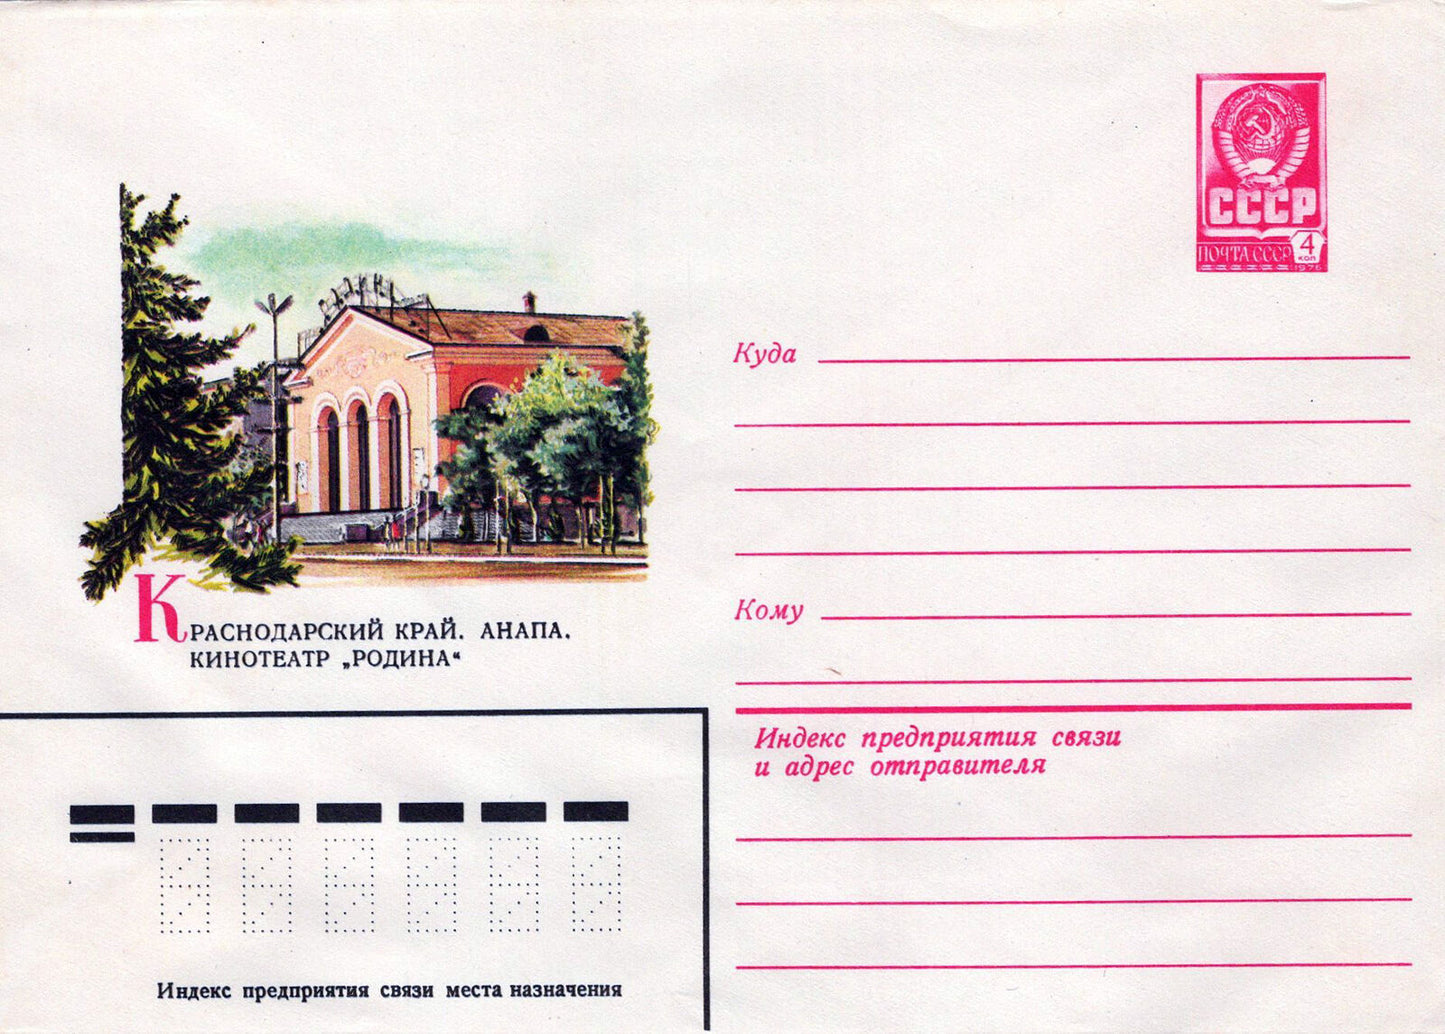 СССР
ПОЧТА СССР 4 КОП
1976
Куда
Кому
КРАСНОДАРСКИЙ КРАЙ. АНАПА.
КИНОТЕАТР „РОДИНА“
Индекс предприятия связи
и адрес отправителя
Индекс предприятия связи места назначения